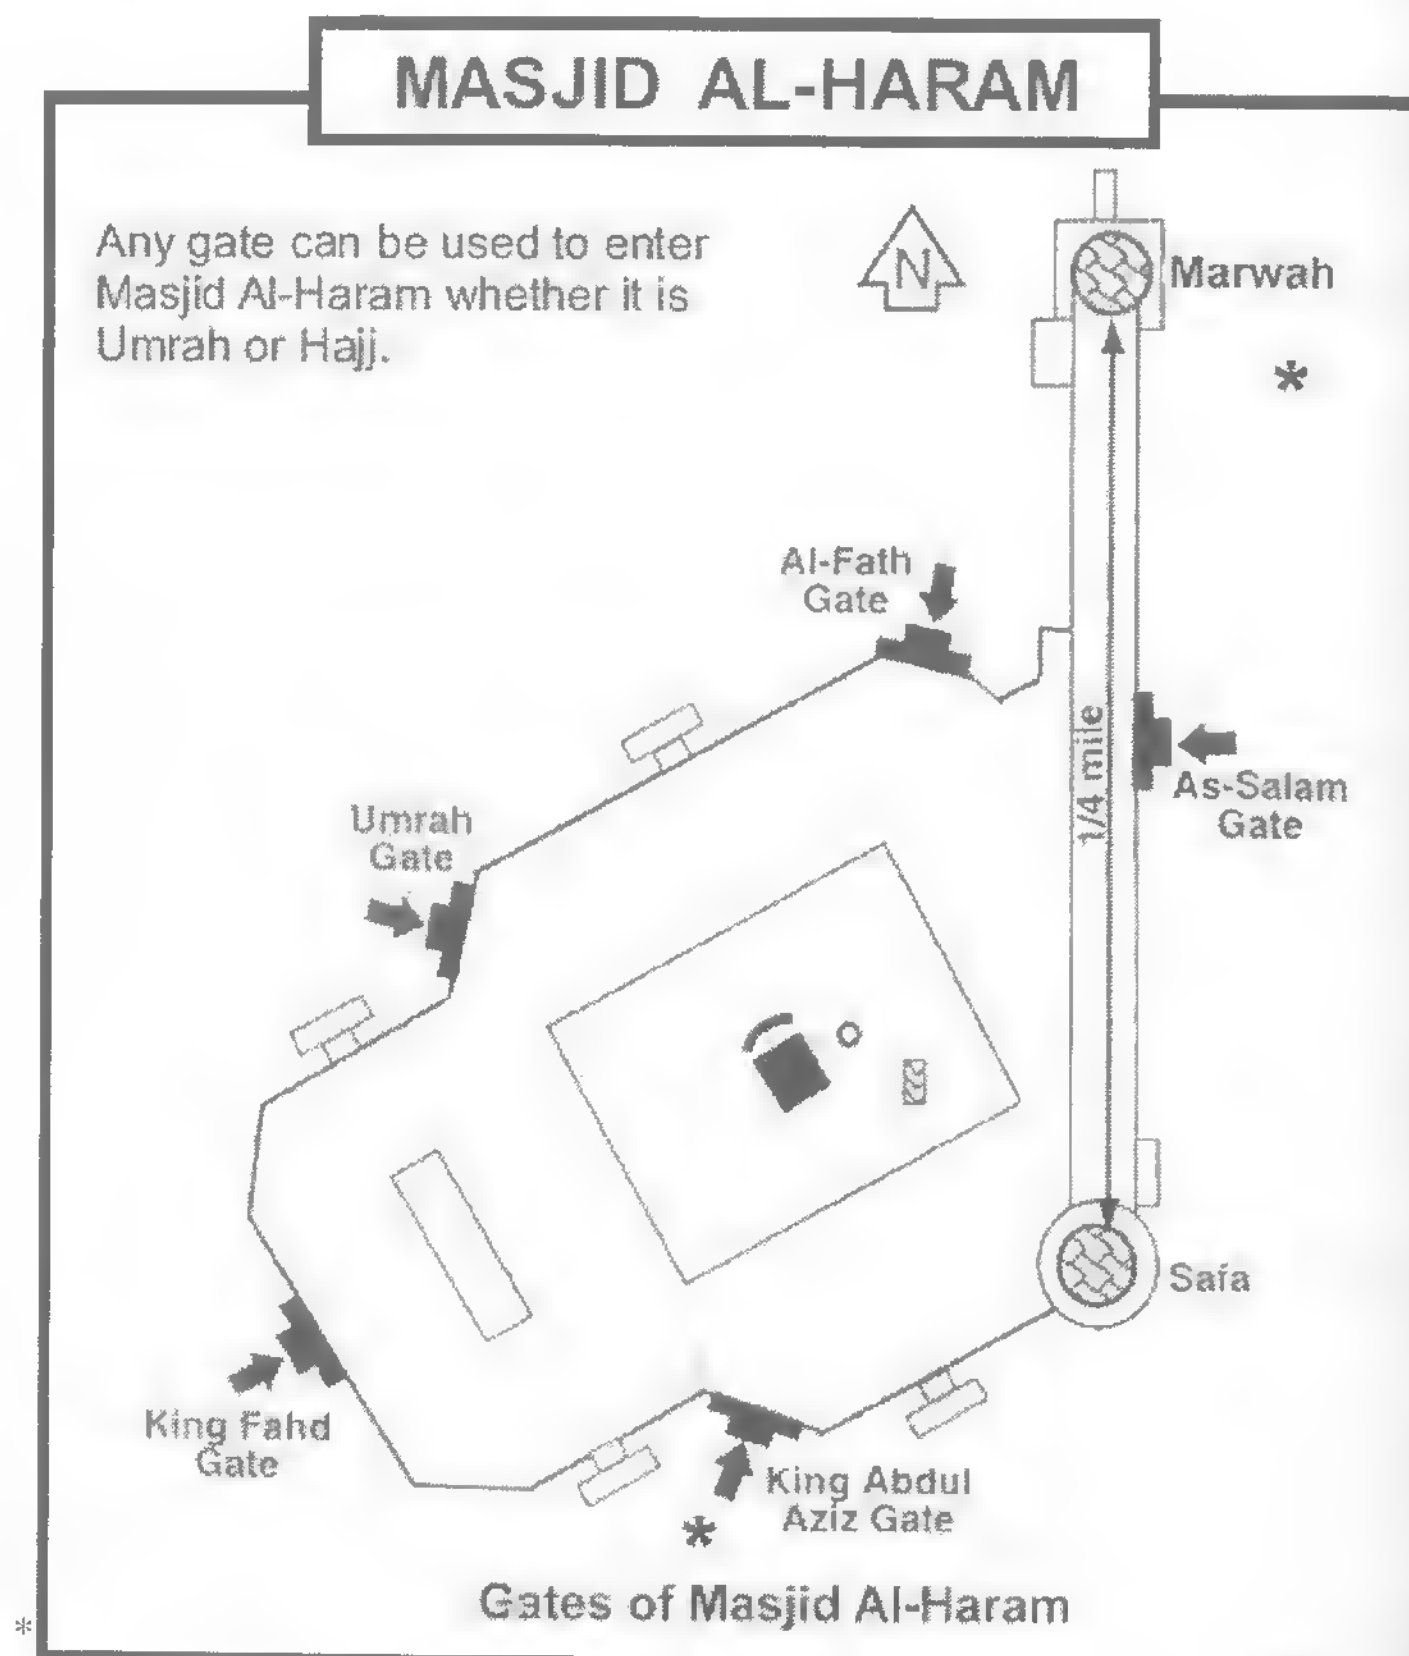 MASJID AL-HARAM
Any gate can be used to enter
Masjid Al-Haram whether it is
Umrah or Hajj.
N
Marwah
*
Al-Fath
Gate
1/4 mile
As-Salam
Gate
Umrah
Gate
Safa
King Fahd
Gate
King Abdul
Aziz Gate
*
Gates of Masjid Al-Haram
*